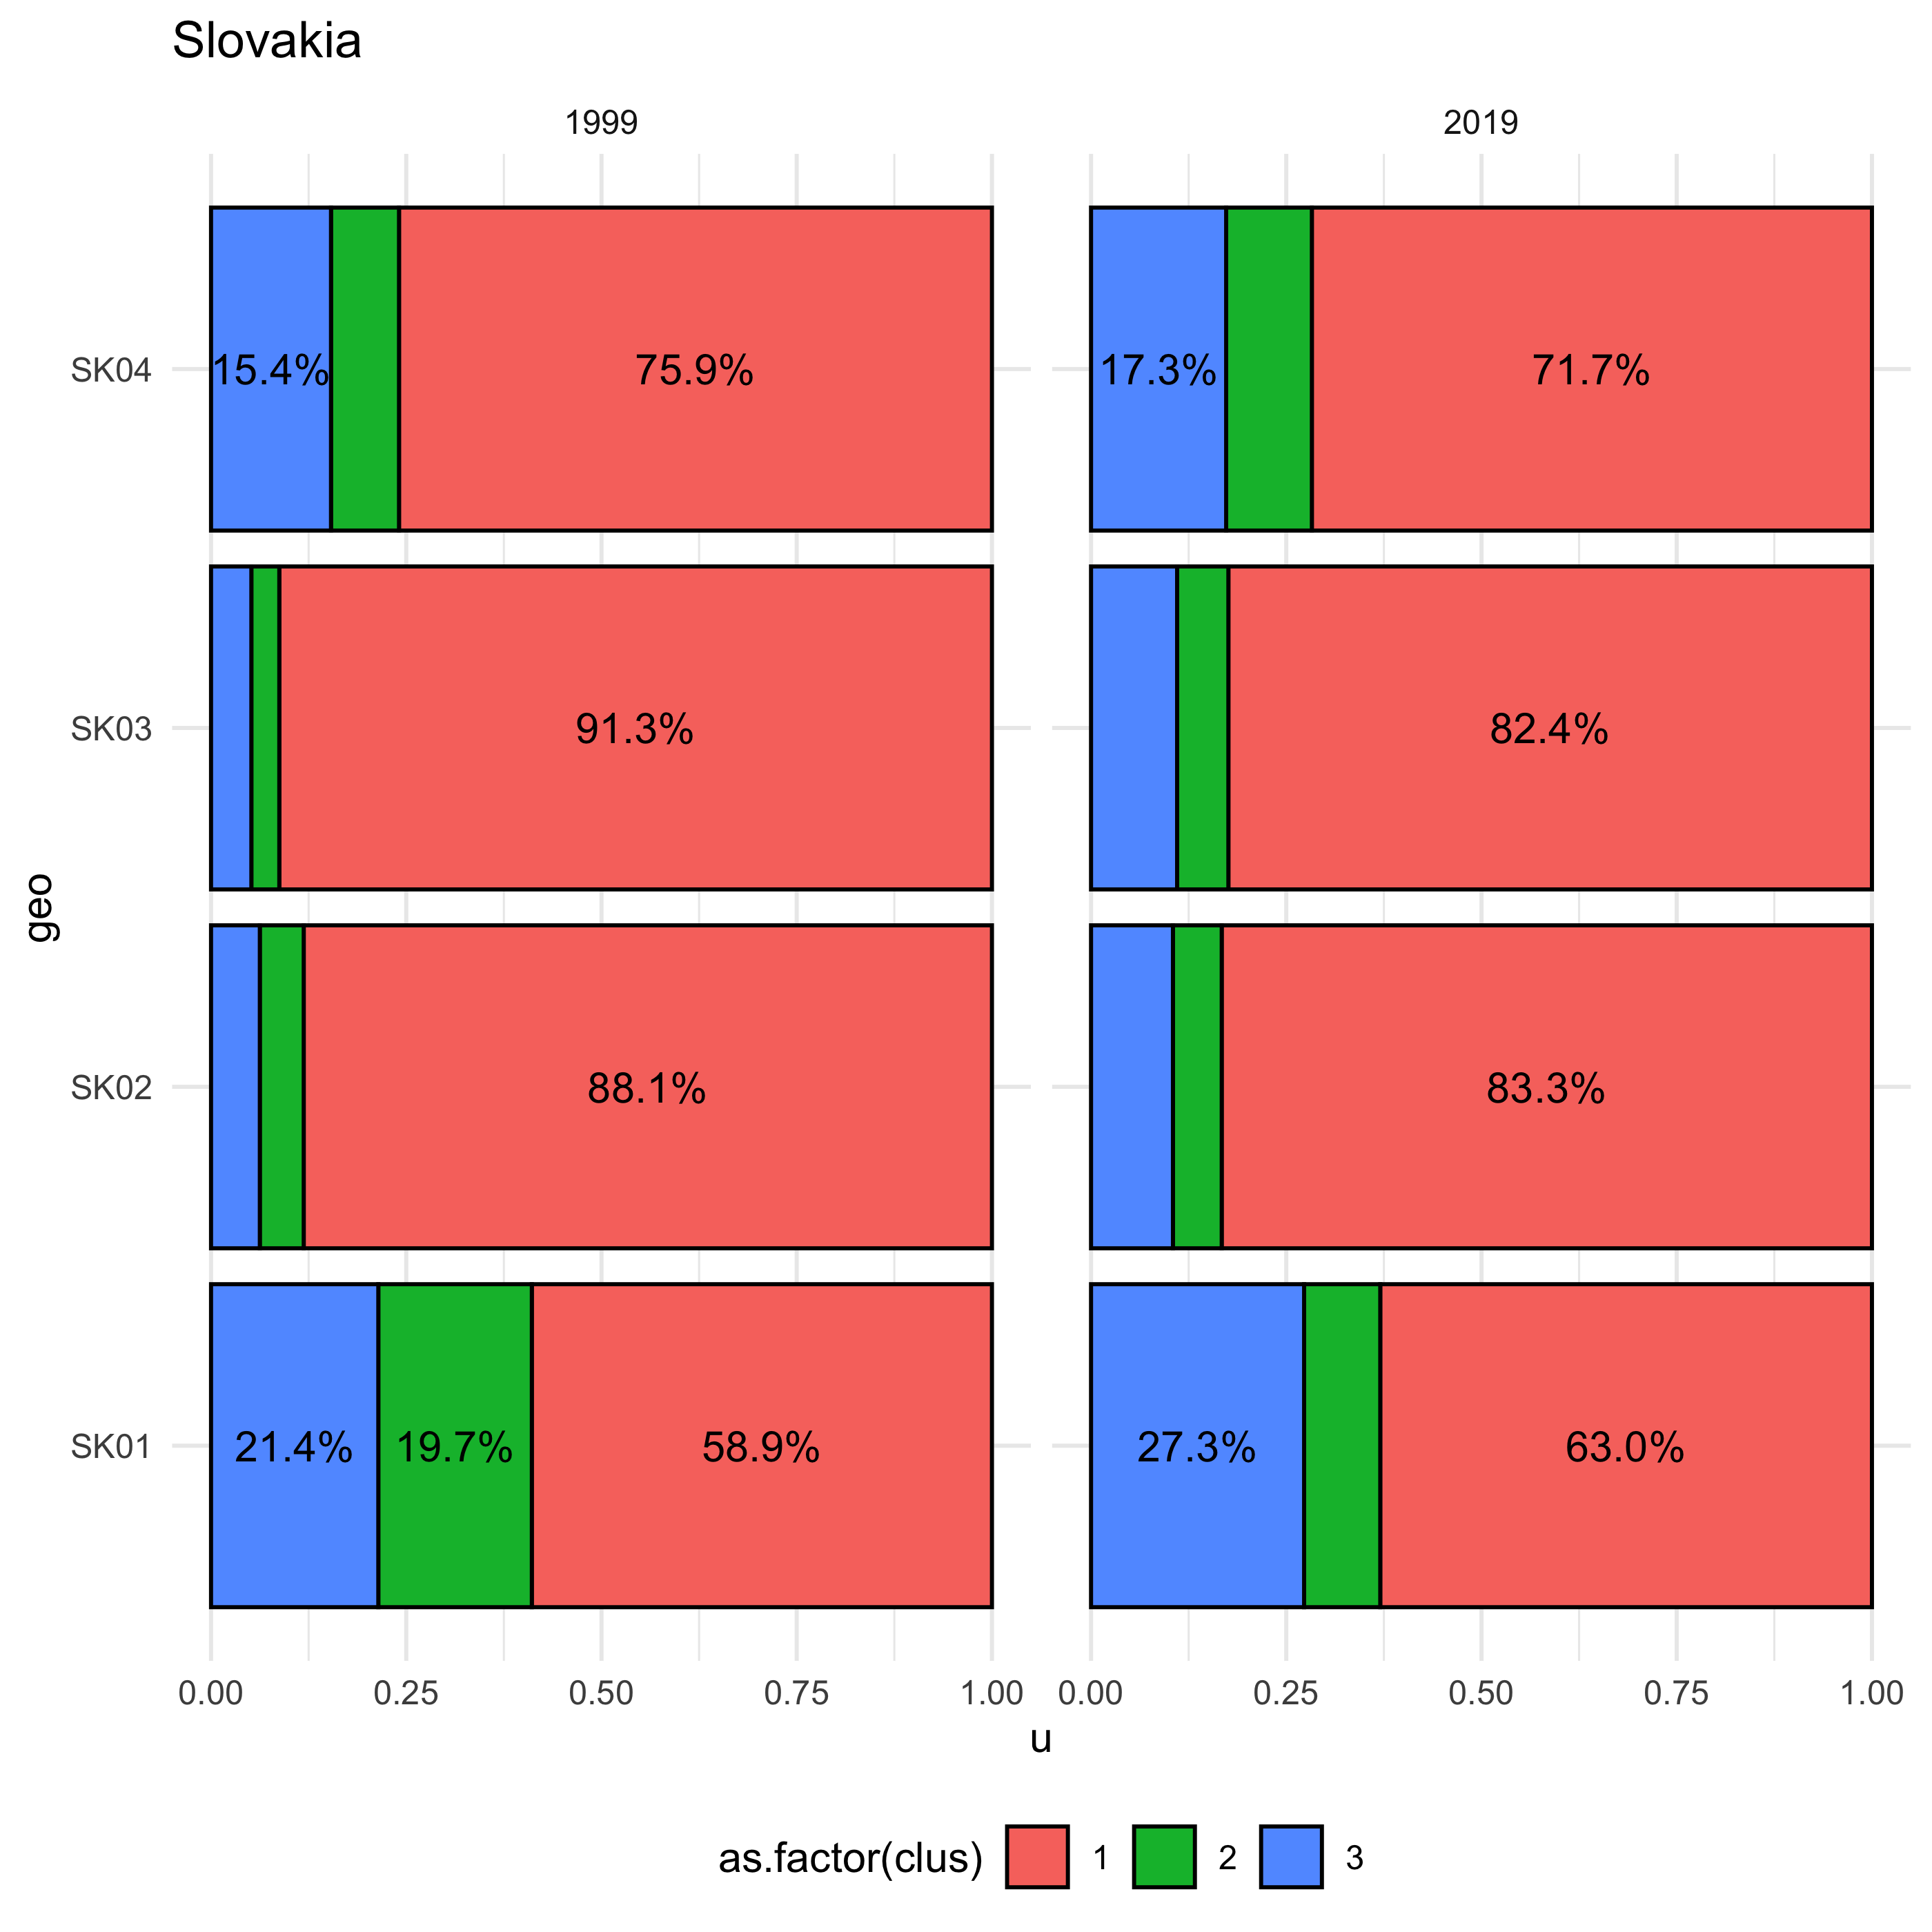 Slovakia
1999 2019
SK04 15.4% 75.9% 17.3% 71.7%
SK03 91.3% 82.4%
geo
SK02 88.1% 83.3%
SK01 21.4% 19.7% 58.9% 27.3% 63.0%
0.00 0.25 0.50 0.75 1.00 0.00 0.25 0.50 0.75 1.00
u
as.factor(clus) 1 2 3